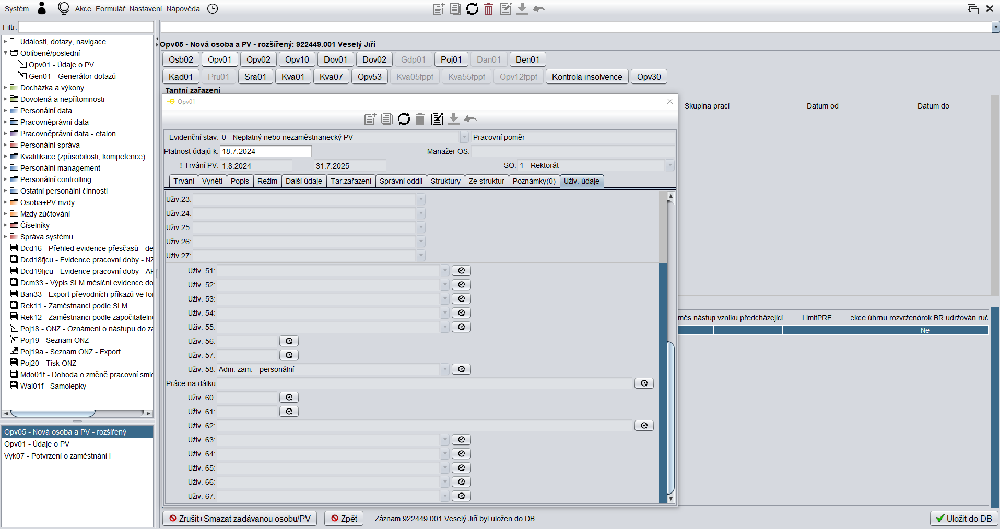 Systém Akce Formulář Nastavení Nápověda
Filtr:
Události, dotazy, navigace
Oblíbené/poslední
Opv01 - Údaje o PV
Gen01 - Generátor dotazů
Docházka a výkony
Dovolená a nepřítomnosti
Personální data
Pracovněprávní data
Pracovněprávní data - etalon
Personální správa
Kvalifikace (způsobilosti, kompetence)
Personální management
Personální controlling
Ostatní personální činnosti
Osoba+PV mzdy
Mzdy zúčtování
Číselníky
Správa systému
Dcd16 - Přehled evidence přesčasů - de
Dcd18fjcu - Evidence pracovní doby - NZ
Dcd19fjcu - Evidence pracovní doby - AF
Dcm33 - Výpis SLM měsíční evidence do
Ban33 - Export převodních příkazů ve for
Rek11 - Zaměstnanci podle SLM
Rek12 - Zaměstnanci podle započitateln
Poj18 - ONZ - Oznámení o nástupu do za
Poj19 - Seznam ONZ
Poj19a - Seznam ONZ - Export
Poj20 - Tisk ONZ
Mdo01f - Dohoda o změně pracovní smlo
Wal01f - Samolepky
Opv05 - Nová osoba a PV - rozšířený
Opv01 - Údaje o PV
Vyk07 - Potvrzení o zaměstnání I
Opv05 - Nová osoba a PV - rozšířený: 922449.001 Veselý Jiří
Osb02 Opv01 Opv02 Opv10 Dov01 Dov02 Gdp01 Poj01 Dan01 Ben01
Kad01 Pru01 Sra01 Kva01 Kva07 Opv53 Kva05fppf Kva55fppf Opv12fppf Kontrola insolvence Opv30
Tarifní zařazení
Opv01
Evidenční stav: 0 - Neplatný nebo nezaměstnanecký PV Pracovní poměr
Platnost údajů k: 18.7.2024 Manažer OS:
! Trvání PV: 1.8.2024 31.7.2025 SO: 1 - Rektorát
Trvání Vynětí Popis Režim Další údaje Tar.zařazení Správní oddíl Struktury Ze struktur Poznámky(0) Uživ. údaje
Uživ.23:
Uživ.24:
Uživ.25:
Uživ.26:
Uživ.27:
Uživ. 51:
Uživ. 52:
Uživ. 53:
Uživ. 54:
Uživ. 55:
Uživ. 56:
Uživ. 57:
Uživ. 58: Adm. zam. - personální
Práce na dálku
Uživ. 60:
Uživ. 61:
Uživ. 62:
Uživ. 63:
Uživ. 64:
Uživ. 65:
Uživ. 66:
Uživ. 67:
Skupina prací Datum od Datum do
měs.nástup vzniku předcházející LimitPRE ekce úhrnu rozvržené rok BR udržován ruč
Ne
Zrušit+Smazat zadávanou osobu/PV Zpět Záznam 922449.001 Veselý Jiří byl uložen do DB Uložit do DB